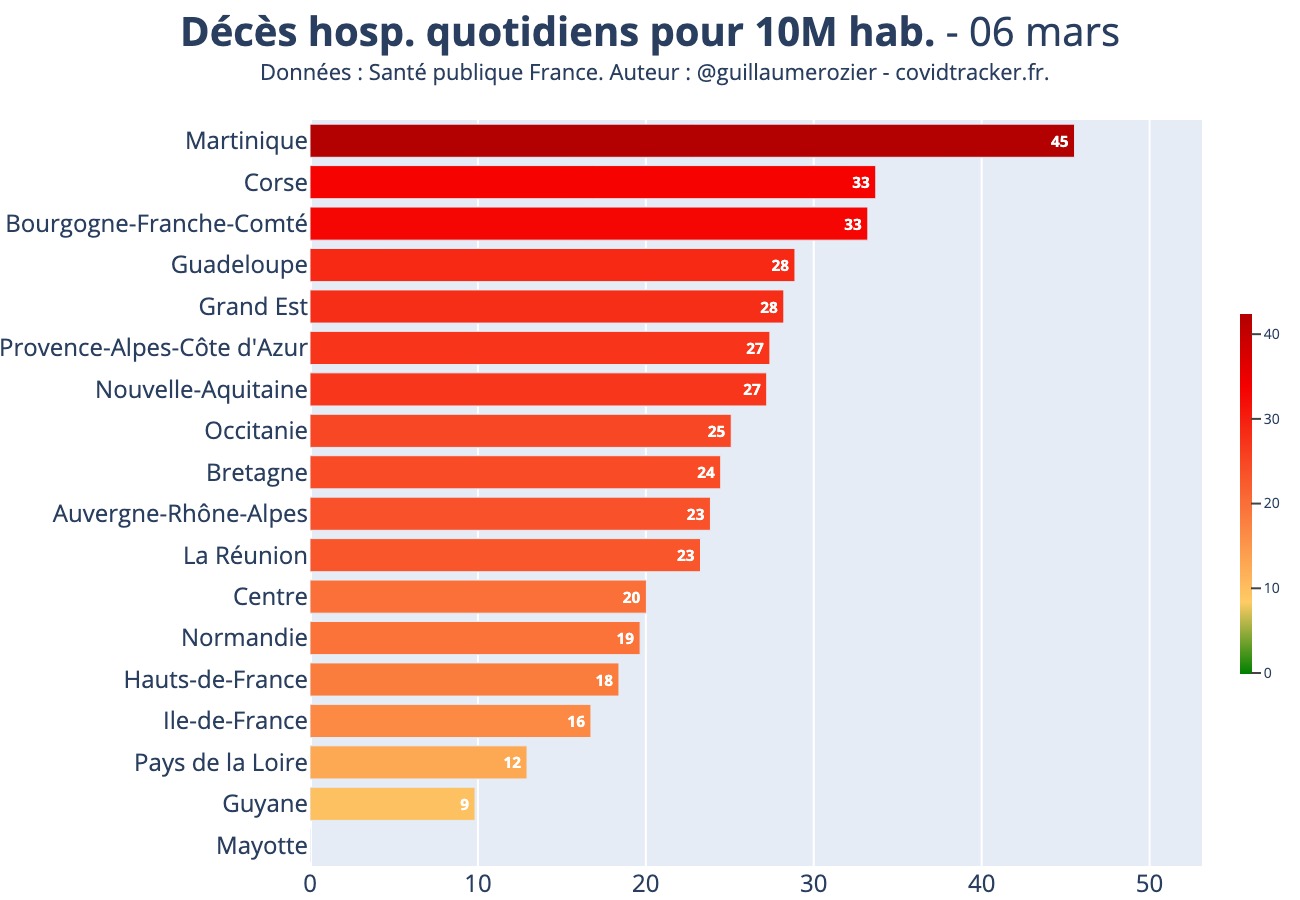 Décès hosp. quotidiens pour 10M hab. - 06 mars
Données : Santé publique France. Auteur : @guillaumerozier - covidtracker.fr.
Martinique 45
Corse 33
Bourgogne-Franche-Comté 33
Guadeloupe 28
Grand Est 28
Provence-Alpes-Côte d'Azur 27
Nouvelle-Aquitaine 27
Occitanie 25
Bretagne 24
Auvergne-Rhône-Alpes 23
La Réunion 23
Centre 20
Normandie 19
Hauts-de-France 18
Ile-de-France 16
Pays de la Loire 12
Guyane 9
Mayotte
0 10 20 30 40 50
40
30
20
10
0